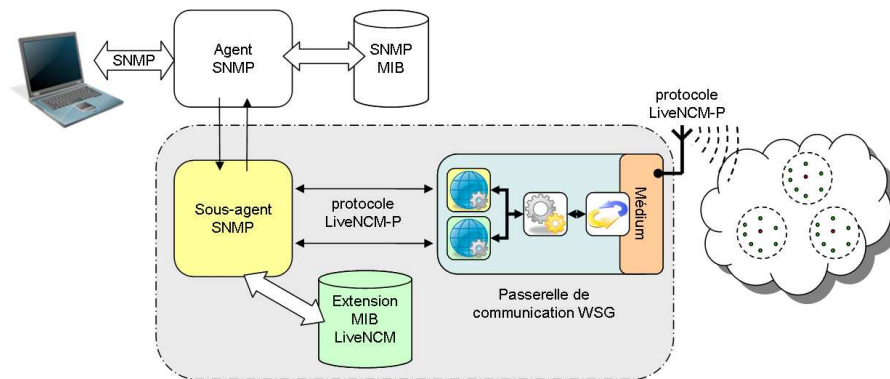 SNMP
Agent
SNMP
SNMP
MIB
protocole
LiveNCM-P
Sous-agent
SNMP
protocole
LiveNCM-P
Médium
Extension
MIB
LiveNCM
Passerelle de
communication WSG